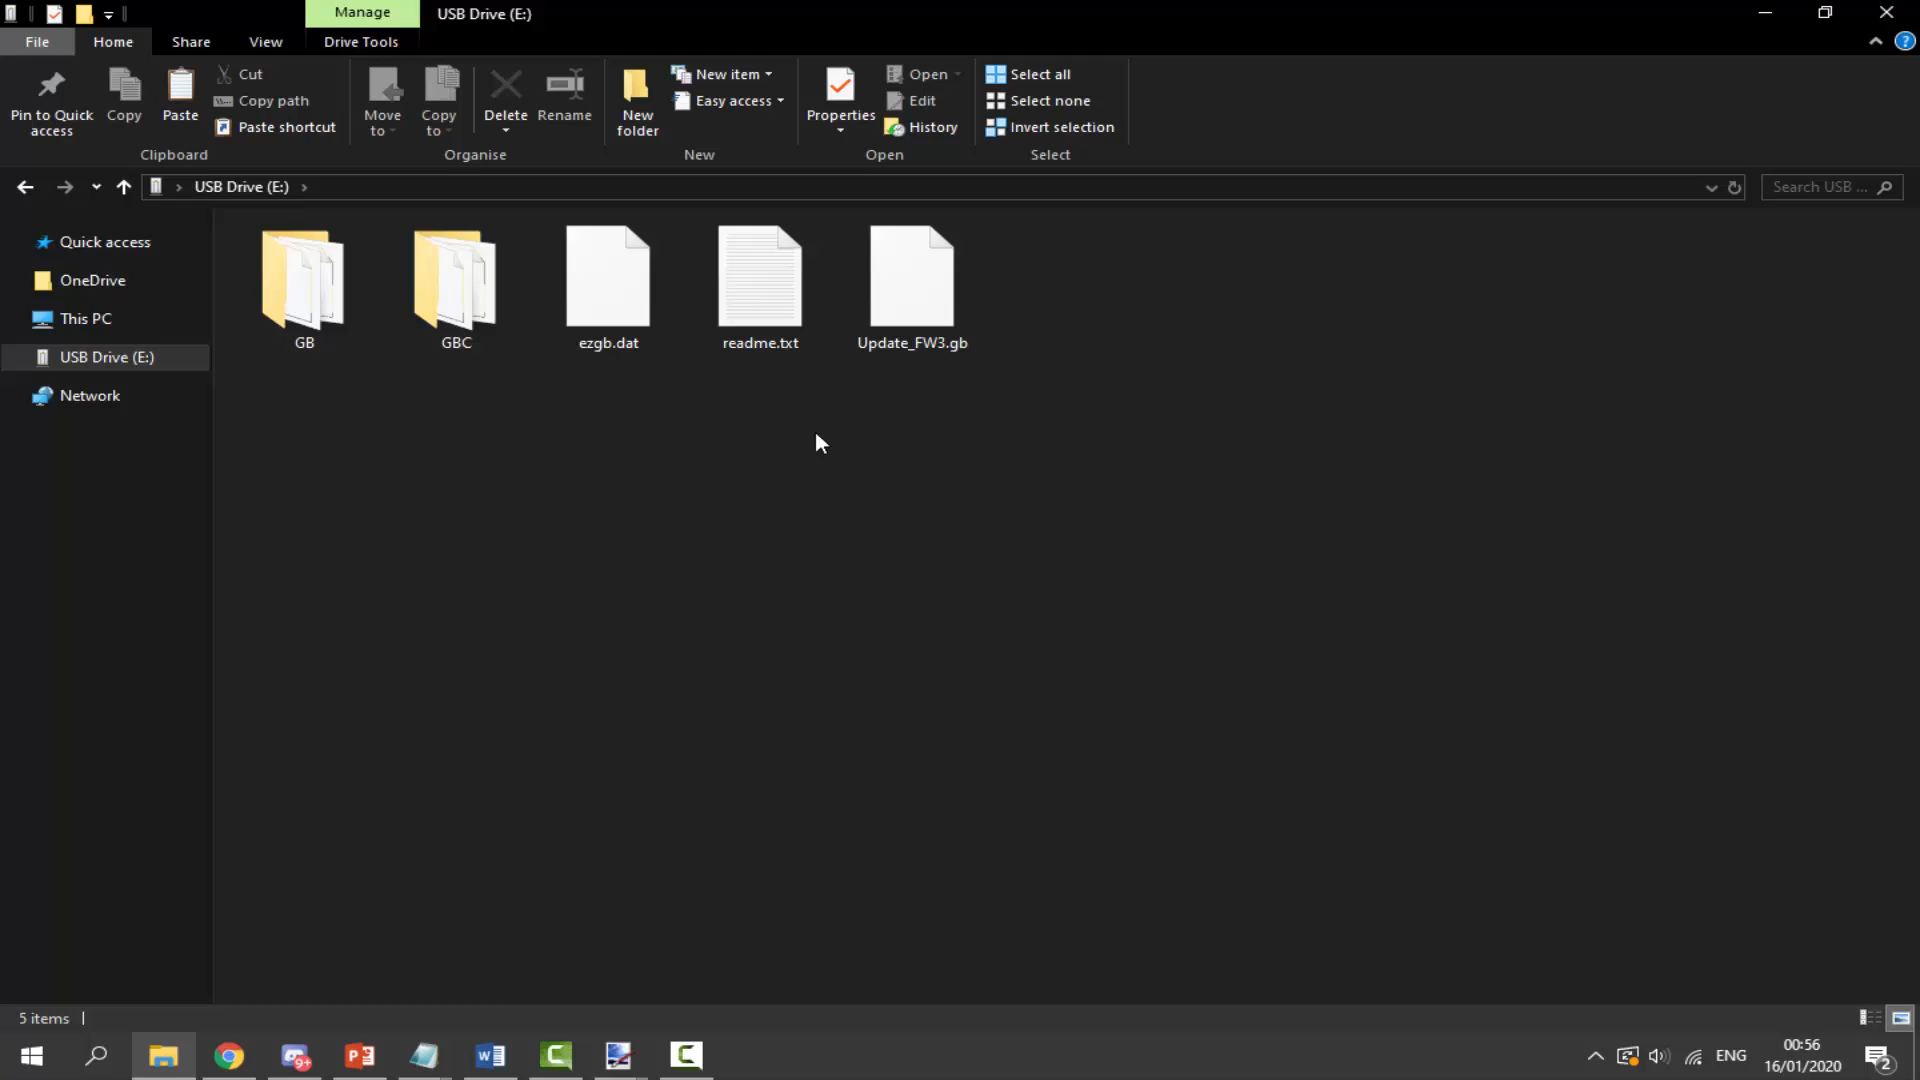 Manage
USB Drive (E:)
File
Home
Share
View
Drive Tools
Pin to Quick
access
Copy
Paste
Cut
Copy path
Paste shortcut
Clipboard
Move
to
Copy
to
Delete
Rename
Organise
New
folder
New item
Easy access
New
Properties
Open
Edit
History
Open
Select all
Select none
Invert selection
Select
USB Drive (E:)
Search USB ...
Quick access
OneDrive
This PC
USB Drive (E:)
Network
GB
GBC
ezgb.dat
readme.txt
Update_FW3.gb
5 items
9+
ENG
00:56
16/01/2020
2